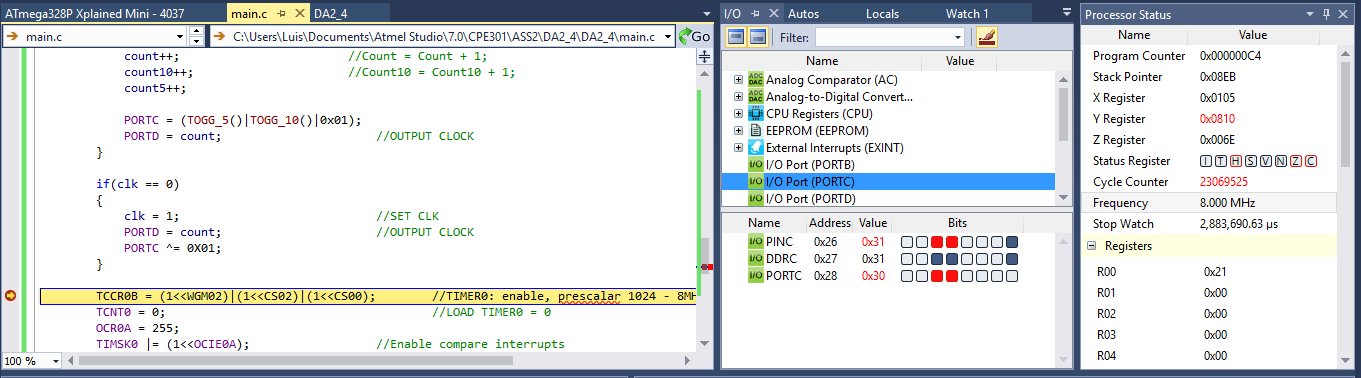 ATmega328P Xplained Mini - 4037
main.c
DA2_4
main.c
C:\Users\Luis\Documents\Atmel Studio\7.0\CPE301\ASS2\DA2_4\DA2_4\main.c
Go
count++; //Count = Count + 1;
count10++; //Count10 = Count10 + 1;
count5++;
PORTC = (TOGG_5()|TOGG_10()|0x01);
PORTD = count; //OUTPUT CLOCK
}
if(clk == 0)
{
clk = 1; //SET CLK
PORTD = count; //OUTPUT CLOCK
PORTC ^= 0X01;
}
TCCR0B = (1<<WGM02)|(1<<CS02)|(1<<CS00); //TIMER0: enable, prescalar 1024 - 8MH
TCNT0 = 0; //LOAD TIMER0 = 0
OCR0A = 255;
TIMSK0 |= (1<<OCIE0A); //Enable compare interrupts
100 %
I/O
Autos
Locals
Watch 1
Filter:
Name Value
Analog Comparator (AC)
Analog-to-Digital Convert...
CPU Registers (CPU)
EEPROM (EEPROM)
External Interrupts (EXINT)
I/O Port (PORTB)
I/O Port (PORTC)
I/O Port (PORTD)
Name Address Value Bits
PINC 0x26 0x31
DDRC 0x27 0x31
PORTC 0x28 0x30
Processor Status
Name Value
Program Counter 0x000000C4
Stack Pointer 0x08EB
X Register 0x0105
Y Register 0x0810
Z Register 0x006E
Status Register I T H S V N Z C
Cycle Counter 23069525
Frequency 8.000 MHz
Stop Watch 2,883,690.63 µs
Registers
R00 0x21
R01 0x00
R02 0x00
R03 0x00
R04 0x00